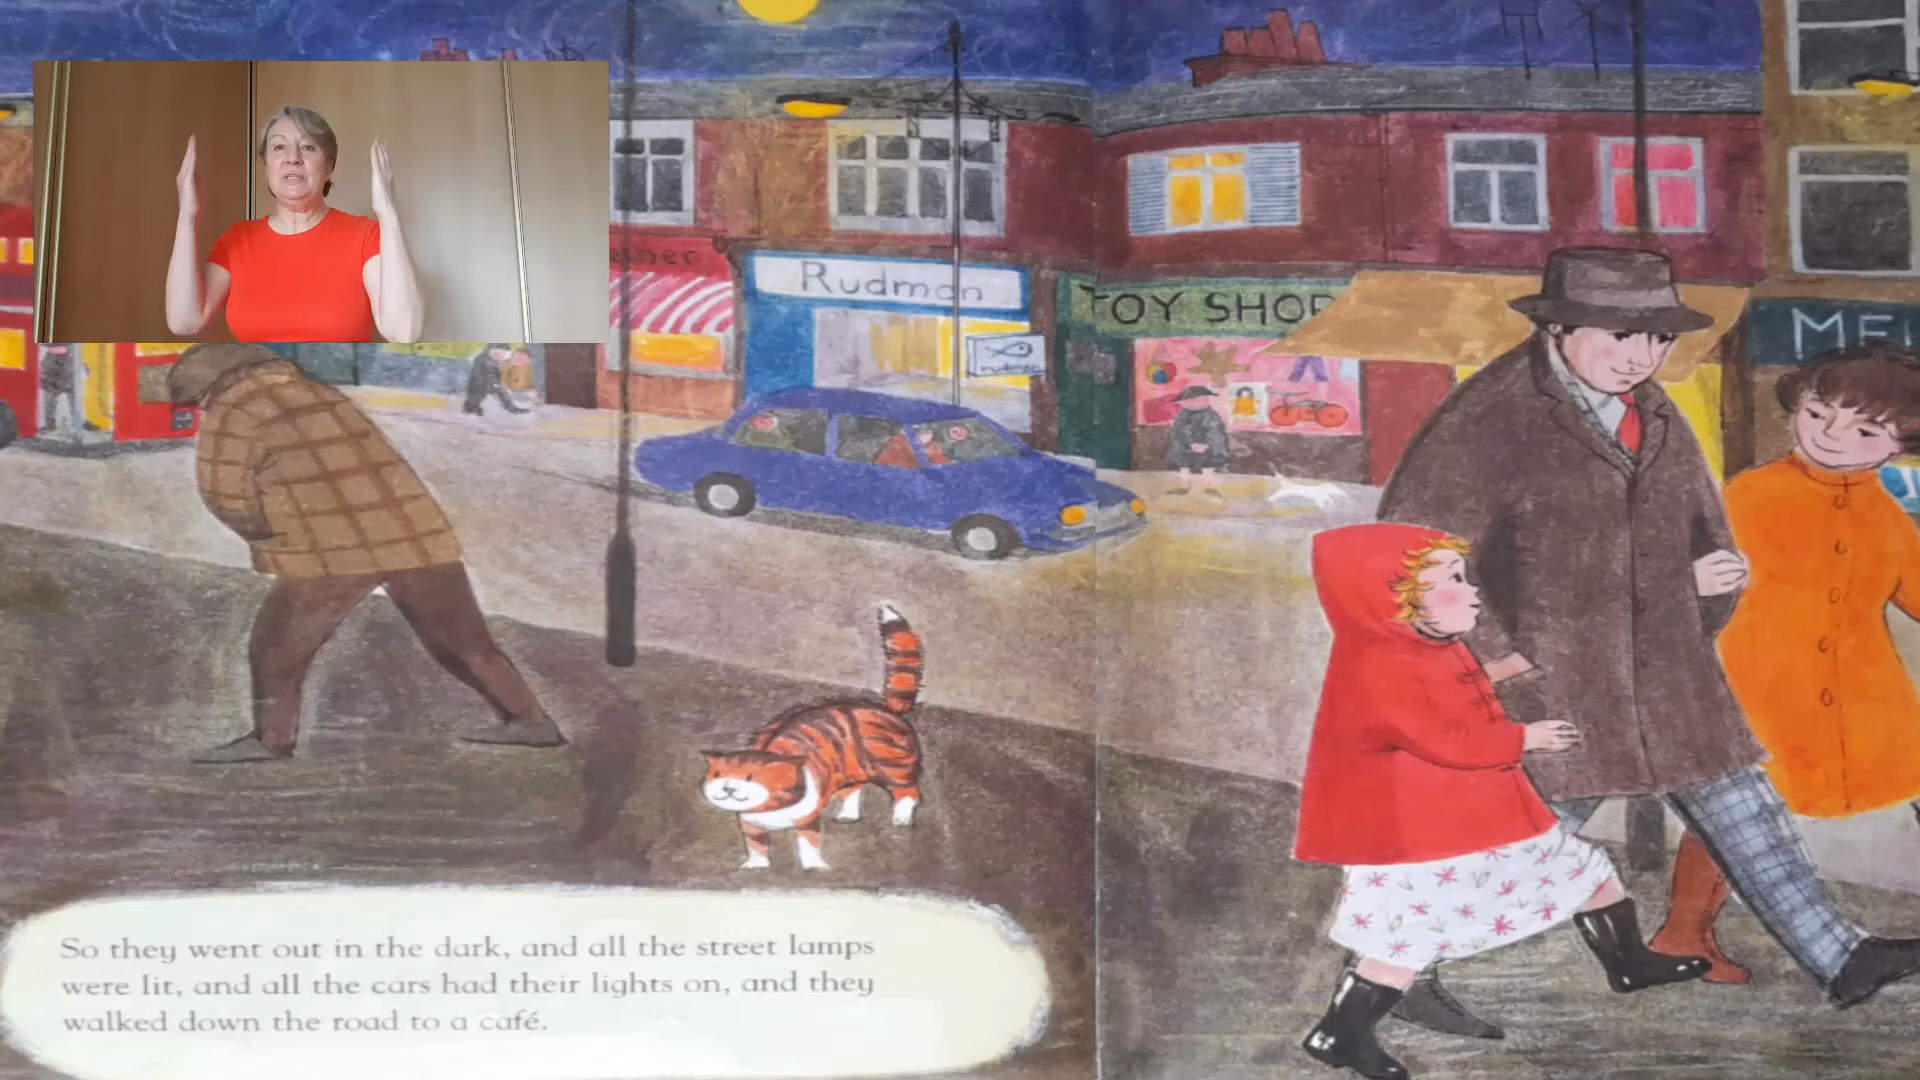 Rudman
rudman
TOY SHOP
So they went out in the dark, and all the street lamps
were lit, and all the cars had their lights on, and they
walked down the road to a café.